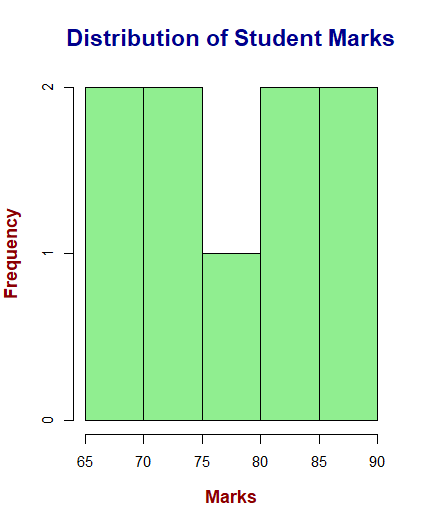 Distribution of Student Marks
Frequency
2
1
0
65 70 75 80 85 90
Marks